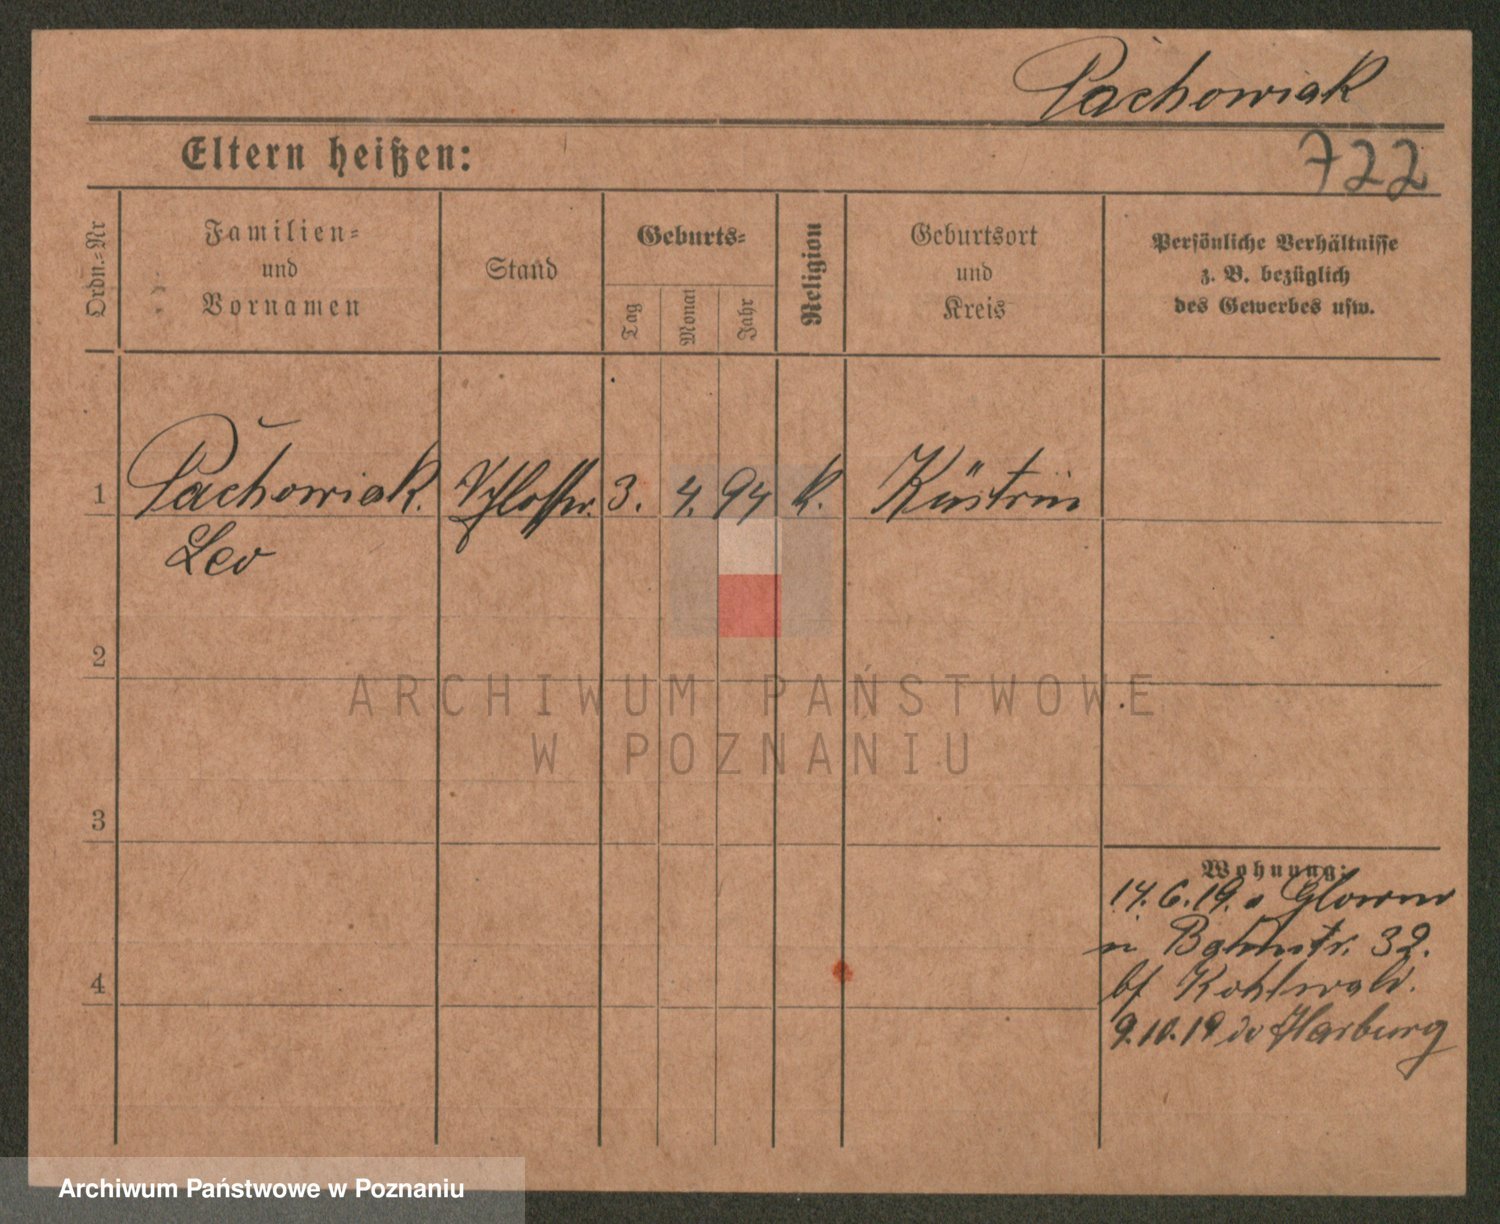 Pachowiak
Eltern heißen:
722
Ordn.-Nr
Familien-
und
Vornamen
Stand
Geburts-
Tag
Monat
Jahr
Religion
Geburtsort
und
Kreis
Persönliche Verhältnisse
z. B. bezüglich
des Gewerbes usw.
1
Pachowiak. Schlosser. 3. 4. 94 k. Küstrin
Leo
2
ARCHIWUM PAŃSTWOWE
W POZNANIU
3
Wohnung:
14.6.19. v Glowno
n Bahnstr. 32.
4
bf Kohlwald.
9.10.19 Harburg
Archiwum Państwowe w Poznaniu